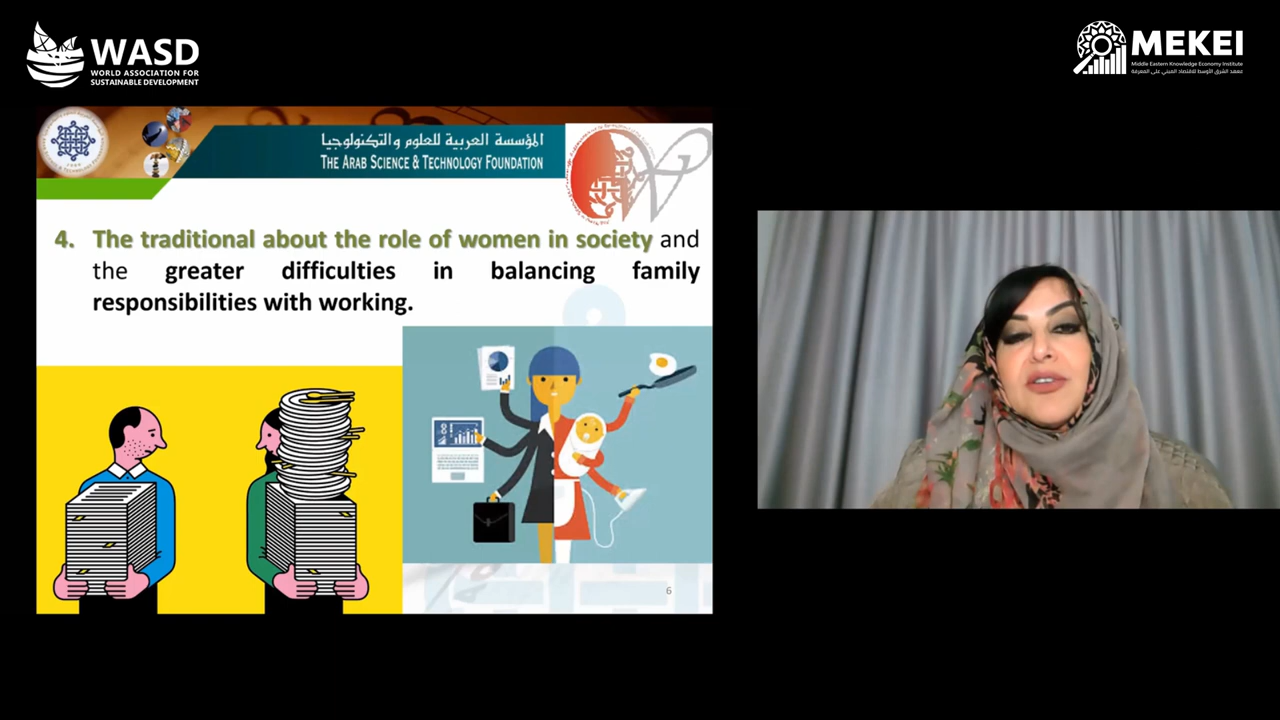 WASD
WORLD ASSOCIATION FOR
SUSTAINABLE DEVELOPMENT
MEKEI
Middle Eastern Knowledge Economy Institute
معهد الشرق الأوسط للاقتصاد المبني على المعرفة
المؤسسة العربية للعلوم والتكنولوجيا
THE ARAB SCIENCE & TECHNOLOGY FOUNDATION
4. The traditional about the role of women in society and
the greater difficulties in balancing family
responsibilities with working.
6